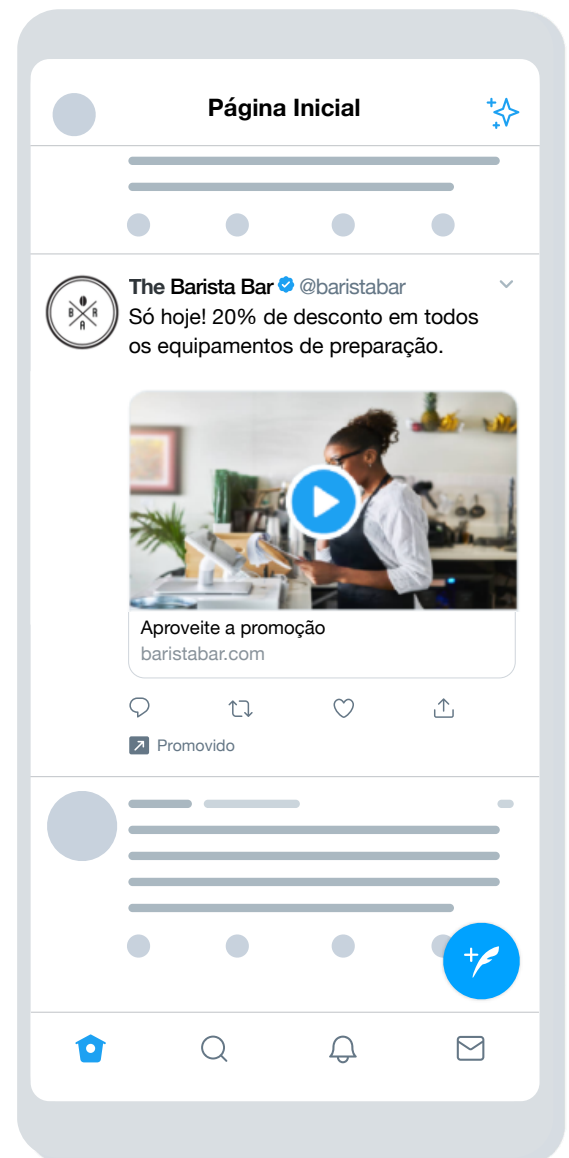 Página Inicial
The Barista Bar @baristabar
Só hoje! 20% de desconto em todos
os equipamentos de preparação.
B A R
Aproveite a promoção
baristabar.com
Promovido